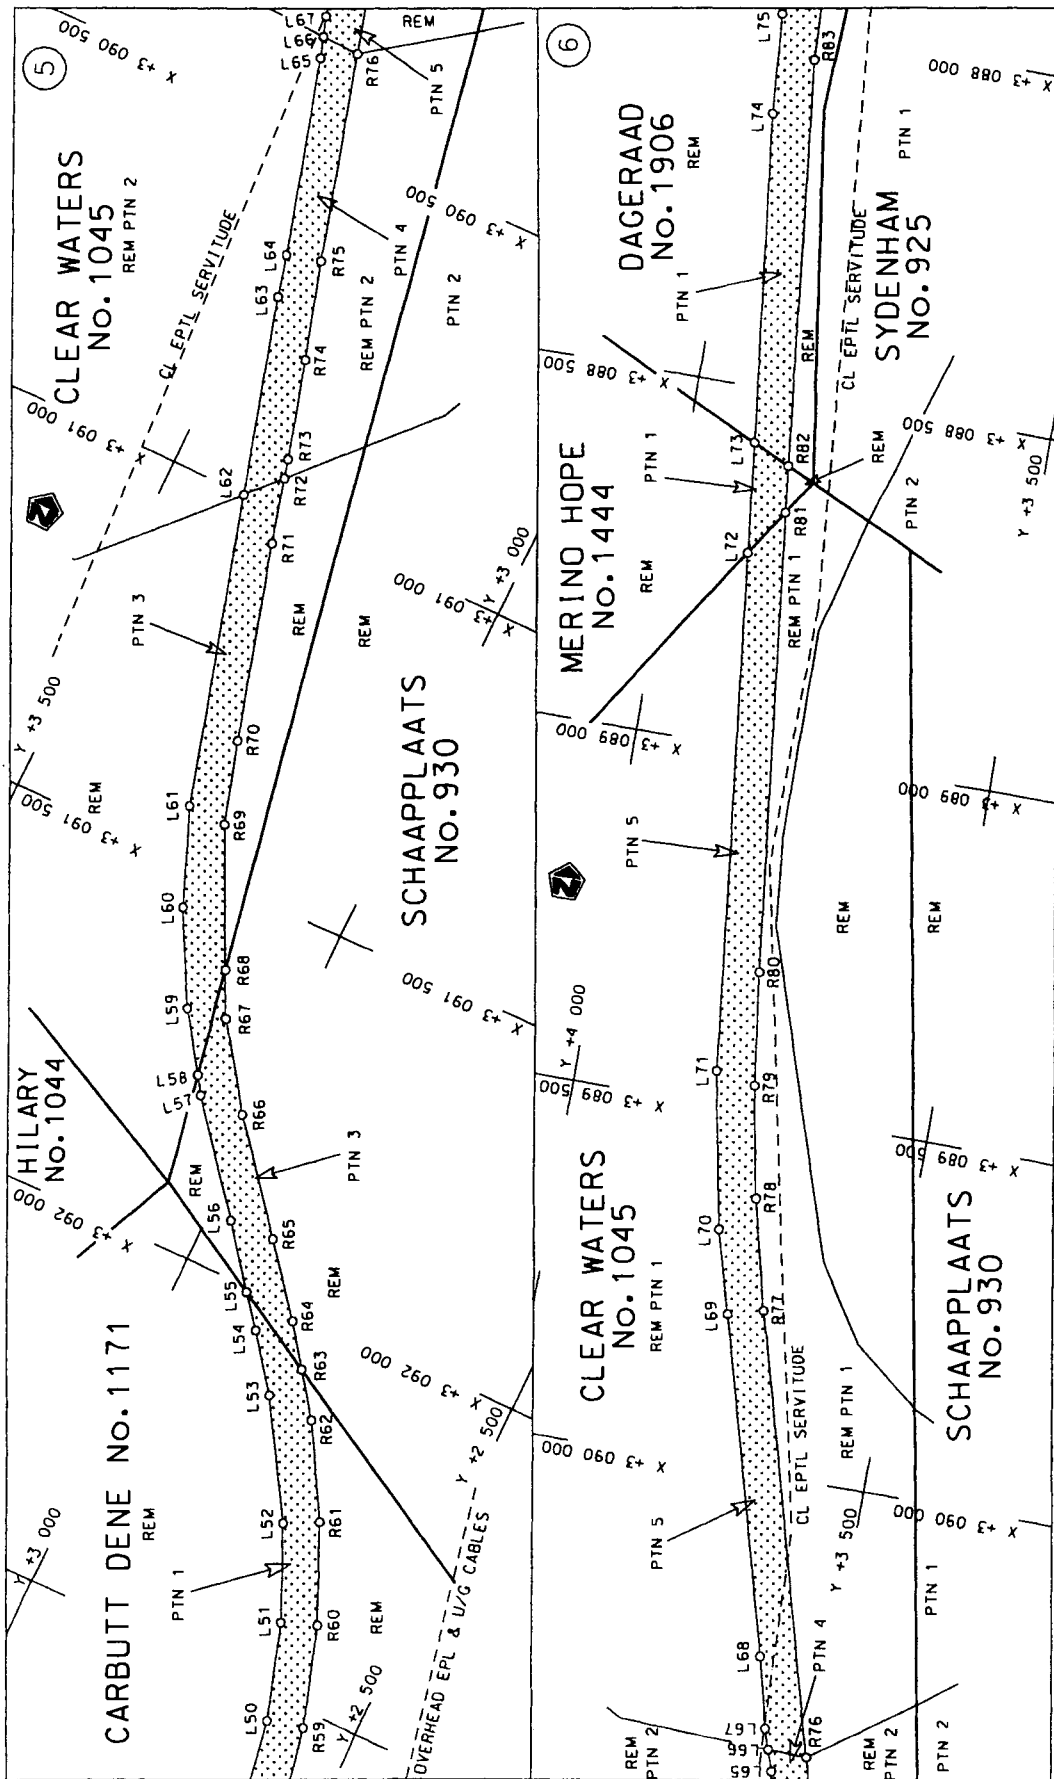 5
CARBUTT DENE No. 1171
REM
HILARY
No. 1044
CLEAR WATERS
No. 1045
REM PTN 2
SCHAAPPLAATS
No. 930
Y +3 000
Y +3 500
X +3 092 000
X +3 091 500
X +3 091 000
X +3 090 500
CL EPTL SERVITUDE
REM
REM
PTN 1
PTN 3
L50
L51
L52
L53
L54
L55
L56
L57
L58
L59
L60
L61
L62
L63
L64
L65
L66
L67
R59
R60
R61
R62
R63
R64
R65
R66
R67
R68
R69
R70
R71
R72
R73
R74
R75
R76
REM
REM
REM
REM
REM PTN 2
PTN 2
PTN 3
PTN 4
PTN 5
REM
Y +2 500
OVERHEAD EPL & U/G CABLES
Y +2 500
X +3 092 000
X +3 091 500
X +3 091 000
Y +3 000
X +3 090 500
6
CLEAR WATERS
No. 1045
REM PTN 1
MERINO HOPE
No. 1444
REM
DAGERAAD
No. 1906
REM
SCHAAPPLAATS
No. 930
SYDENHAM
No. 925
X +3 090 000
X +3 089 500
Y +4 000
X +3 089 000
X +3 088 500
X +3 088 000
REM
PTN 2
PTN 5
PTN 5
PTN 1
PTN 1
L65
L66
L67
L68
L69
L70
L71
L72
L73
L74
L75
R76
R77
R78
R79
R80
R81
R82
R83
PTN 4
REM
PTN 2
PTN 2
PTN 1
REM PTN 1
REM PTN 1
REM
REM
REM
REM
PTN 2
PTN 1
CL EPTL SERVITUDE
CL EPTL SERVITUDE
Y +3 500
X +3 090 000
X +3 089 500
X +3 089 000
X +3 088 500
Y +3 500